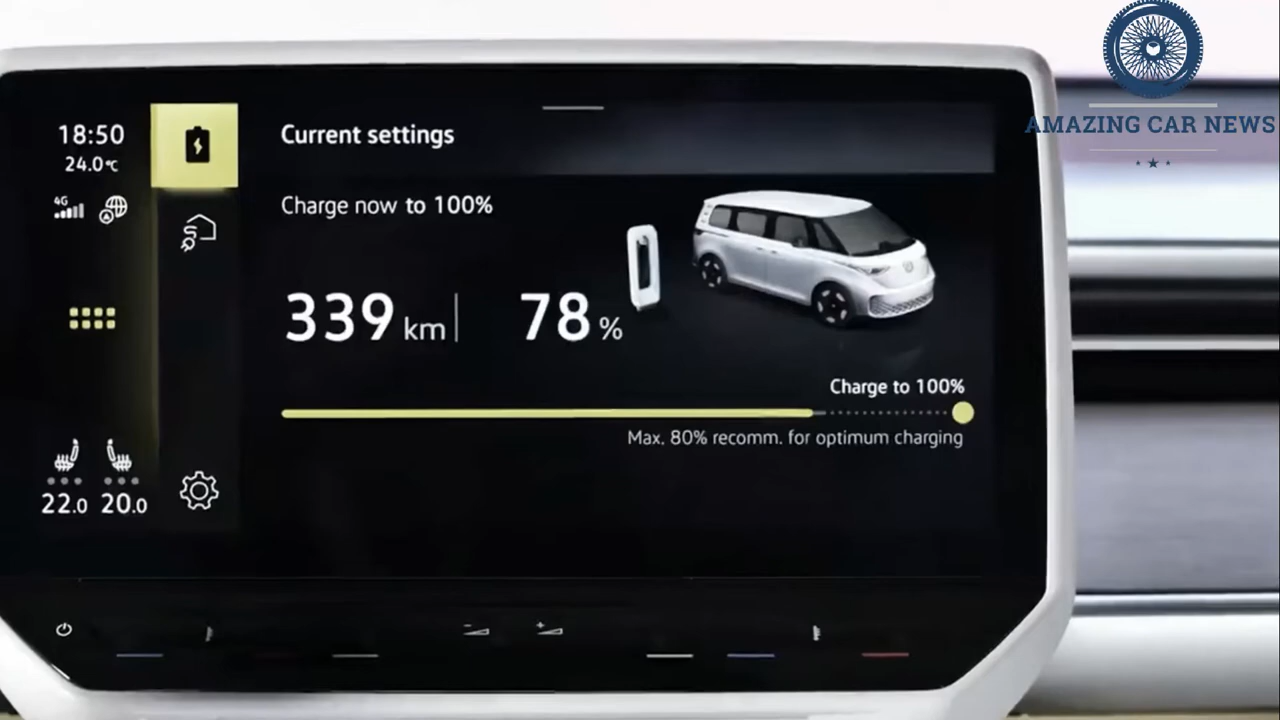 AMAZING CAR NEWS
18:50
24.0°C
4G
Current settings
Charge now to 100%
339 km
78 %
Charge to 100%
Max. 80% recomm. for optimum charging
22.0 20.0